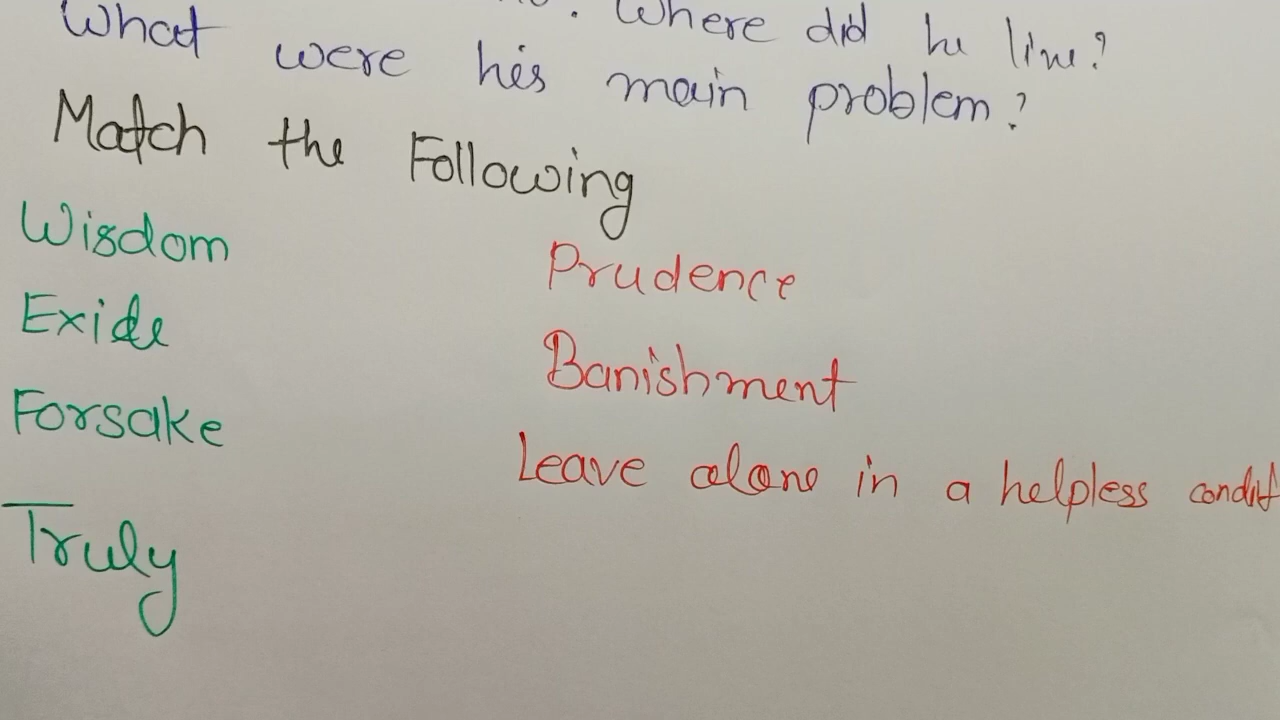 . Where did he live?
What were his main problem?
Match the Following
Wisdom Prudence
Exide Banishment
Forsake Leave alone in a helpless condit
Truly